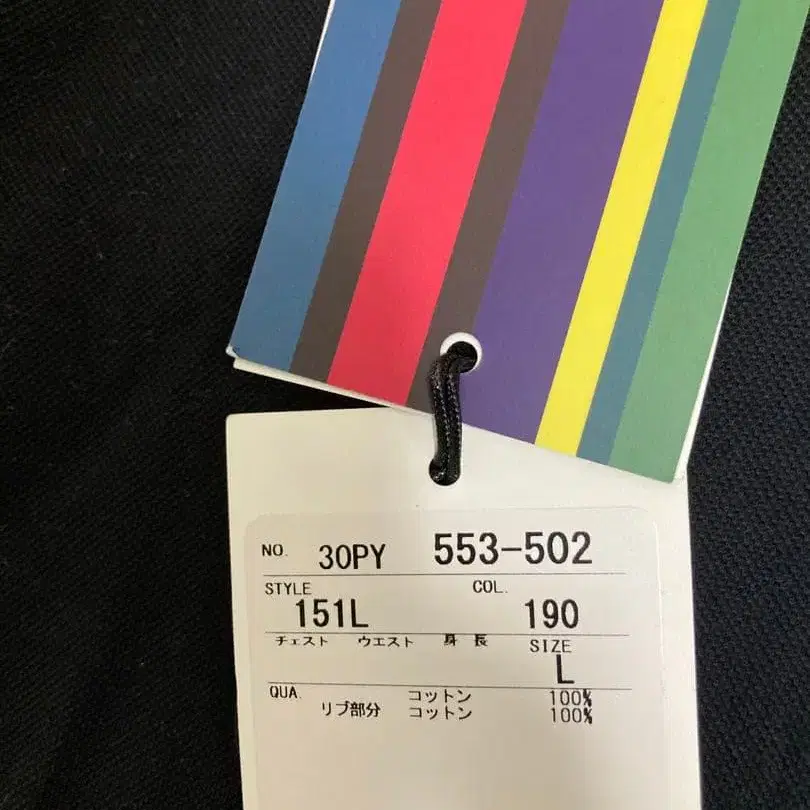 NO. 30PY 553-502
STYLE COL.
151L 190
チェスト ウエスト 身長 SIZE
L
QUA. コットン 100%
リブ部分 コットン 100%